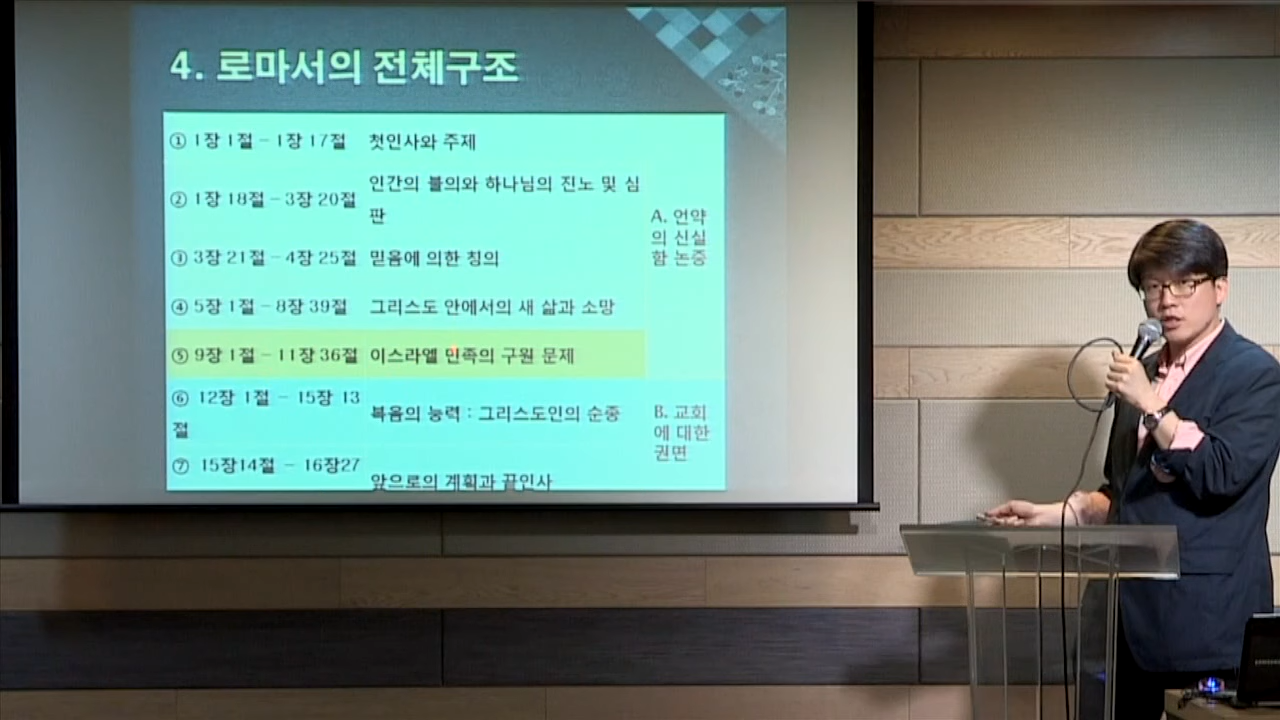 4. 로마서의 전체구조
① 1장 1절 - 1장 17절 첫인사와 주제
② 1장 18절 - 3장 20절 인간의 불의와 하나님의 진노 및 심
판
③ 3장 21절 - 4장 25절 믿음에 의한 칭의
④ 5장 1절 - 8장 39절 그리스도 안에서의 새 삶과 소망
A. 언약
의 신실
함 논증
⑤ 9장 1절 - 11장 36절 이스라엘 민족의 구원 문제
⑥ 12장 1절 - 15장 13
절
복음의 능력 : 그리스도인의 순종
⑦ 15장14절 - 16장27
앞으로의 계획과 끝인사
B. 교회
에 대한
권면